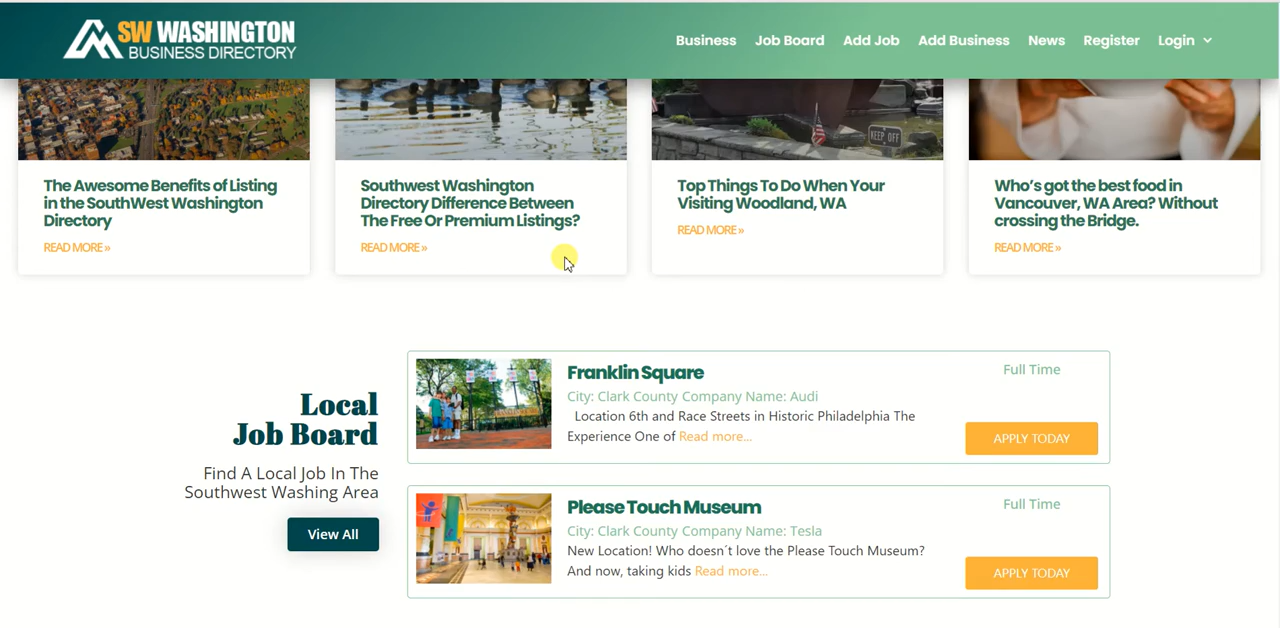 SW WASHINGTON
BUSINESS DIRECTORY
Business Job Board Add Job Add Business News Register Login
KEEP OFF
The Awesome Benefits of Listing
in the SouthWest Washington
Directory
READ MORE »
Southwest Washington
Directory Difference Between
The Free Or Premium Listings?
READ MORE »
Top Things To Do When Your
Visiting Woodland, WA
READ MORE »
Who's got the best food in
Vancouver, WA Area? Without
crossing the Bridge.
READ MORE »
Local
Job Board
Find A Local Job In The
Southwest Washing Area
View All
Franklin Square
Full Time
City: Clark County Company Name: Audi
Location 6th and Race Streets in Historic Philadelphia The
Experience One of Read more...
APPLY TODAY
Please Touch Museum
Full Time
City: Clark County Company Name: Tesla
New Location! Who doesn´t love the Please Touch Museum?
And now, taking kids Read more...
APPLY TODAY